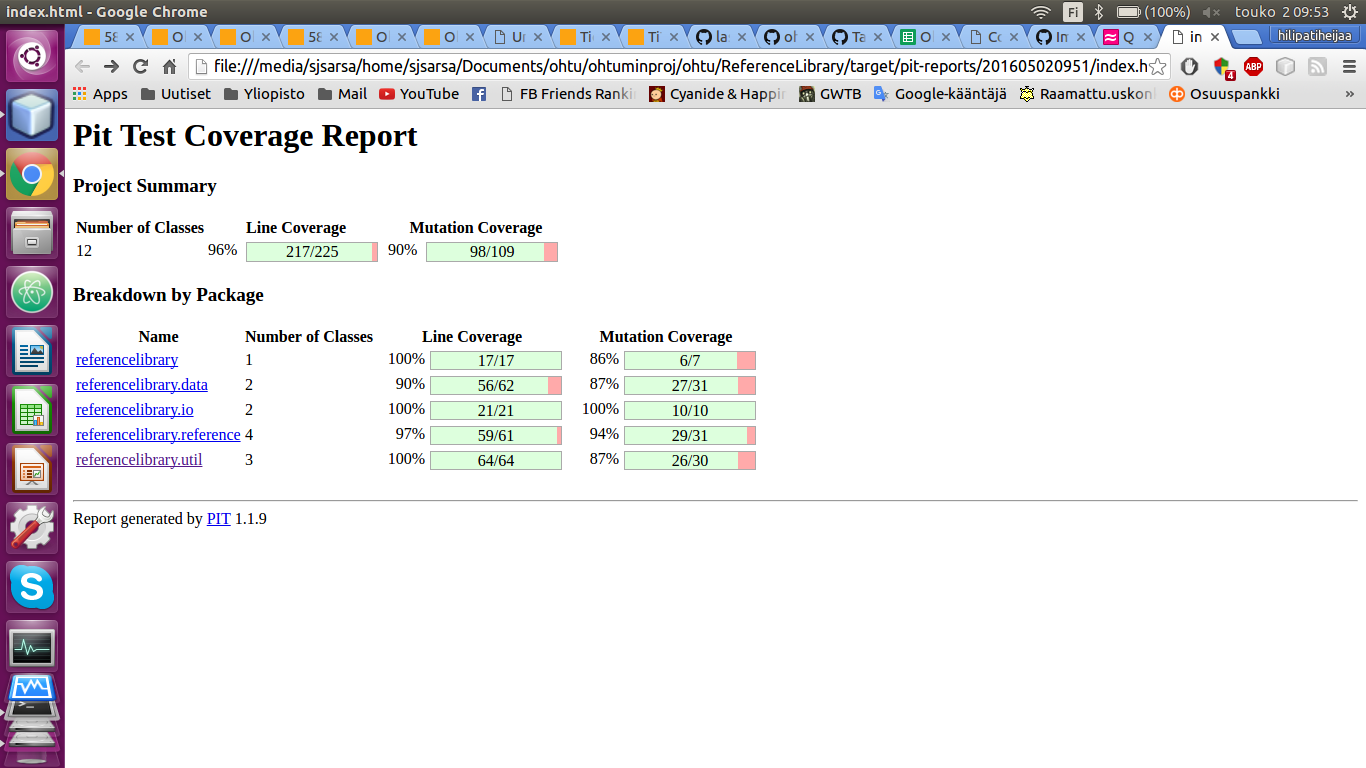 index.html - Google Chrome
Fi (100%) touko 2 09:53
58 O O 58 O O Ti Ti la oh Ta O Co In Q in hilipatiheijaa
file:///media/sjsarsa/home/sjsarsa/Documents/ohtu/ohtuminproj/ohtu/ReferenceLibrary/target/pit-reports/201605020951/index.h
4 ABP
Apps Uutiset Yliopisto Mail YouTube FB Friends Ranki Cyanide & Happin GWTB Google-kääntäjä Raamattu.uskon Osuuspankki »
Pit Test Coverage Report
Project Summary
Number of Classes Line Coverage Mutation Coverage
12 96% 217/225 90% 98/109
Breakdown by Package
Name Number of Classes Line Coverage Mutation Coverage
referencelibrary 1 100% 17/17 86% 6/7
referencelibrary.data 2 90% 56/62 87% 27/31
referencelibrary.io 2 100% 21/21 100% 10/10
referencelibrary.reference 4 97% 59/61 94% 29/31
referencelibrary.util 3 100% 64/64 87% 26/30
Report generated by PIT 1.1.9